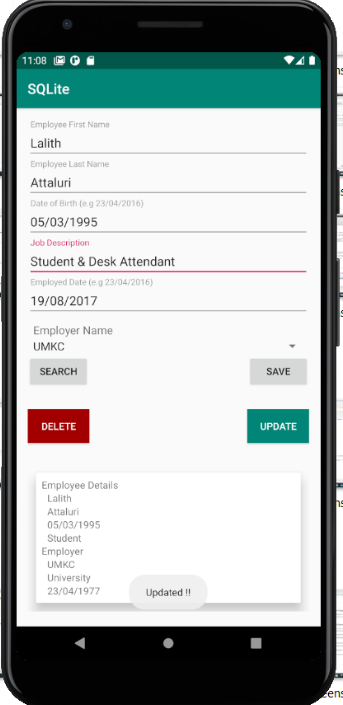 11:08
SQLite
Employee First Name
Lalith
Employee Last Name
Attaluri
Date of Birth (e.g 23/04/2016)
05/03/1995
Job Description
Student & Desk Attendant
Employed Date (e.g 23/04/2016)
19/08/2017
Employer Name
UMKC
SEARCH SAVE
DELETE UPDATE
Employee Details
Lalith
Attaluri
05/03/1995
Student
Employer
UMKC
University
23/04/1977
Updated !!